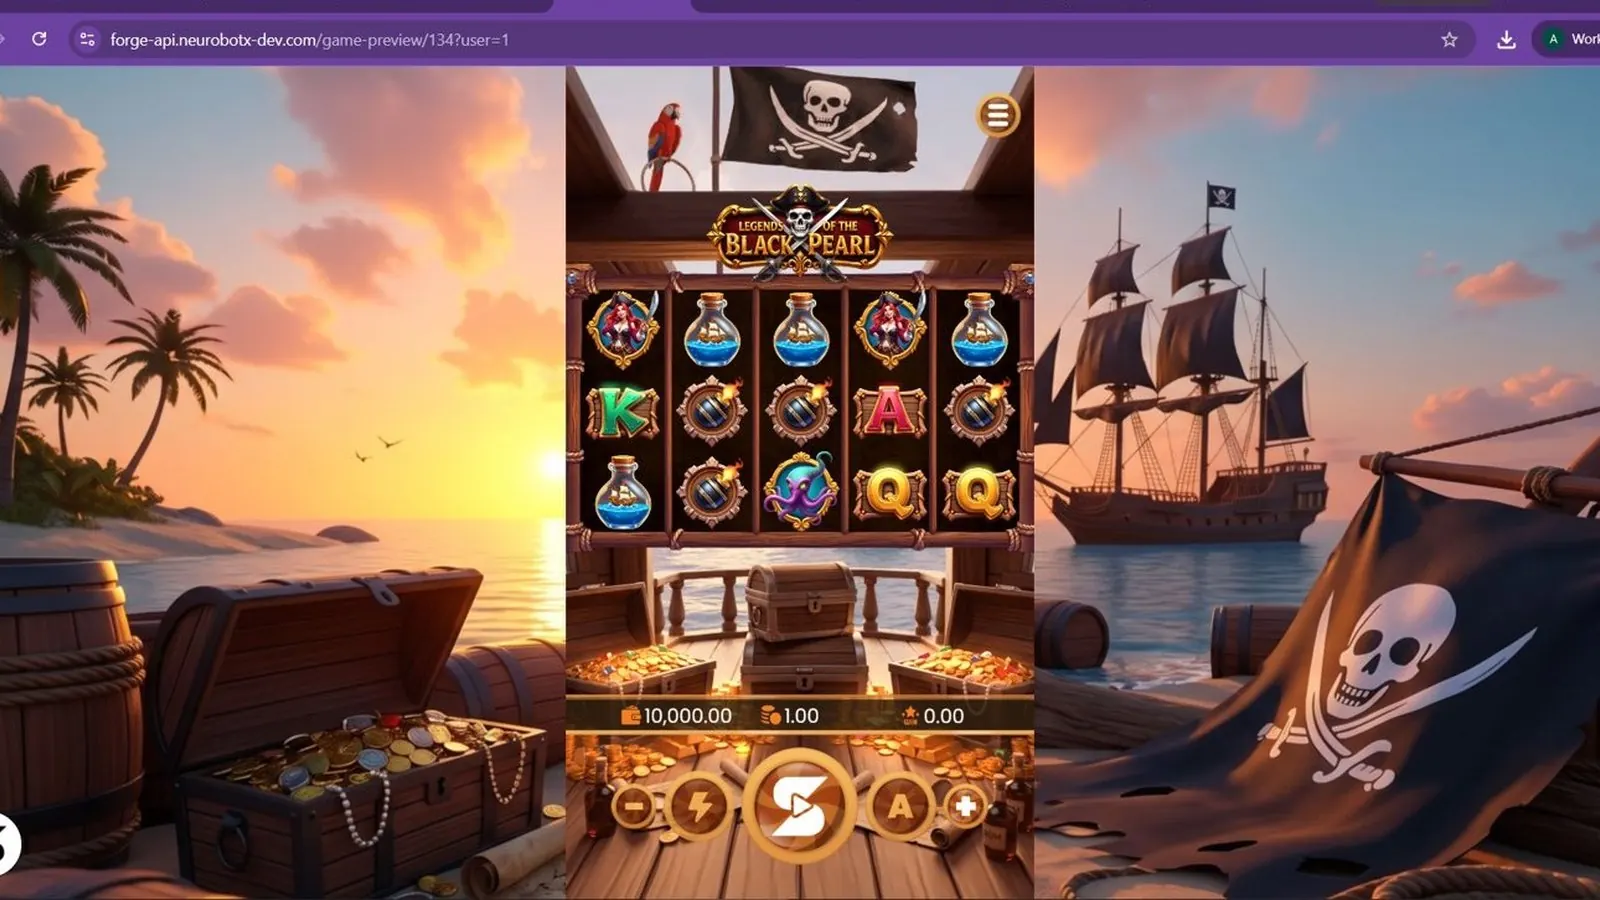 forge-api.neurobotx-dev.com/game-preview/134?user=1
A
LEGENDS OF THE
BLACK PEARL
K
A
Q Q
10,000.00 1.00 WIN 0.00
A